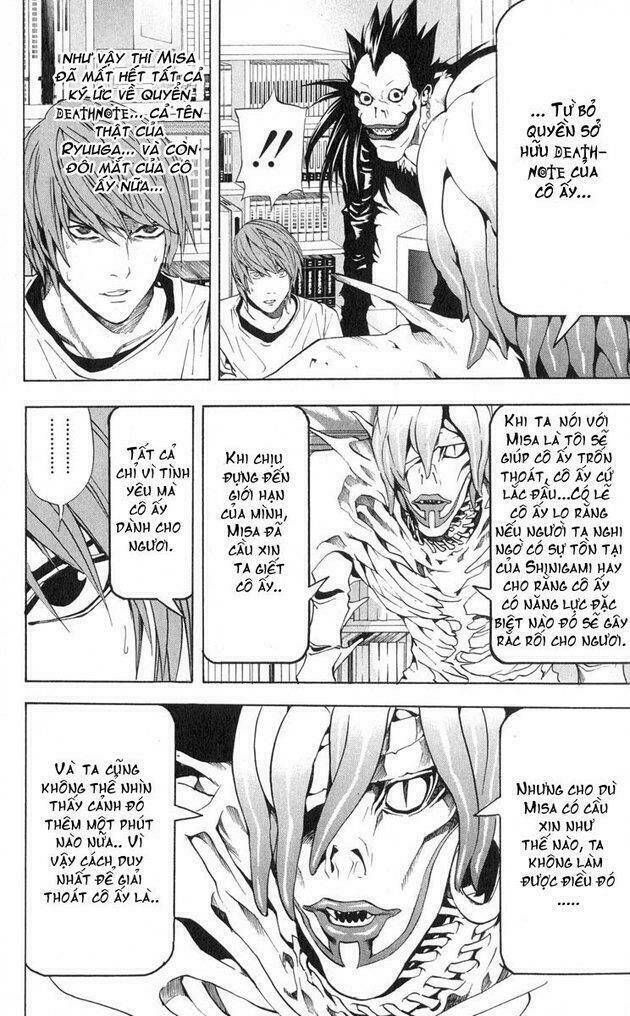 ... Từ bỏ
quyền sở
hữu DEATH-
NOTE của
cô ấy...
!!
như vậy thì Misa
đã mất hết tất cả
ký ức về quyển
DEATHNOTE... cả tên
thật của
Ryuuga... và còn
đôi mắt của cô
ấy nữa...
Khi ta nói với
Misa là tôi sẽ
giúp cô ấy trốn
thoát, cô ấy cứ
lắc đầu...Có lẽ
cô ấy lo rằng
nếu người ta nghi
ngờ có sự tồn tại
của Shinigami hay
cho rằng cô ấy
có năng lực đặc
biệt nào đó sẽ gây
rắc rối cho ngươi.
Khi chịu
đựng đến
giới hạn
của mình,
Misa đã
cầu xin
ta giết
cô ấy..
Tất cả
chỉ vì tình
yêu mà
cô ấy
dành cho
ngươi.
.........
.........
Nhưng cho dù
Misa có cầu
xin như
thế nào, ta
không làm
được điều đó
.....
Và ta cũng
không thể nhìn
thấy cảnh đó
thêm một phút
nào nữa.. Vì
vậy cách duy
nhất để giải
thoát cô ấy là..